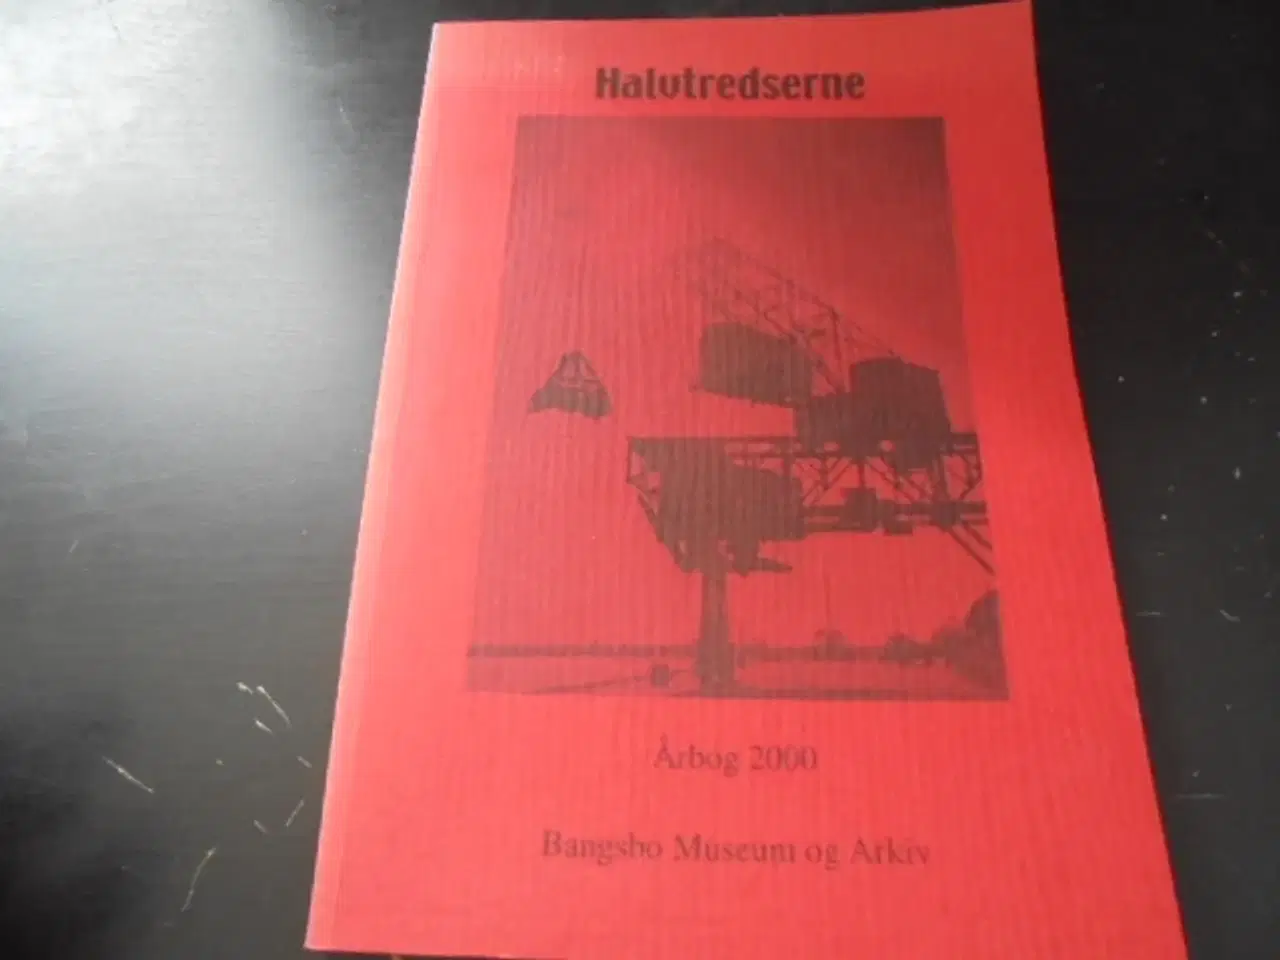 Halvtredserne
Årbog 2000
Bangsbo Museum og Arkiv